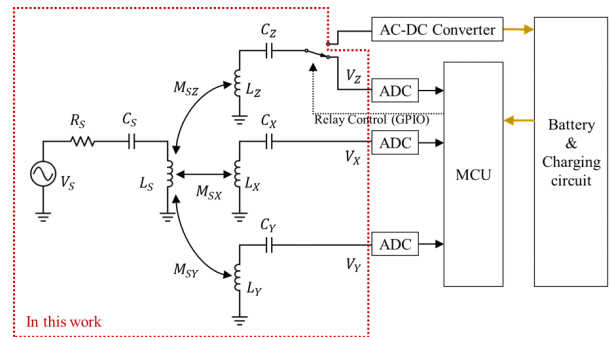 C_Z
AC-DC Converter
V_Z
M_SZ
L_Z
ADC
Relay Control (GPIO)
R_S
C_S
C_X
V_S
L_S
M_SX
L_X
V_X
ADC
MCU
Battery
&
Charging
circuit
C_Y
M_SY
L_Y
V_Y
ADC
In this work